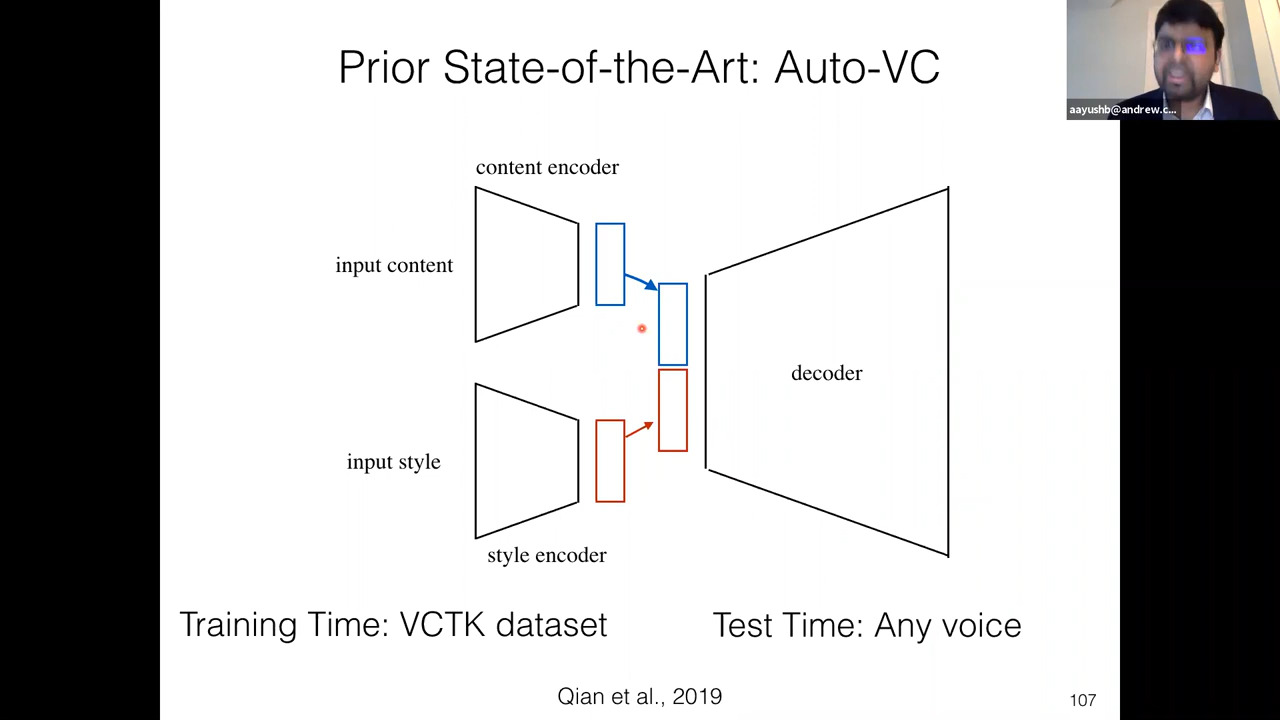 Prior State-of-the-Art: Auto-VC
aayushb@andrew.c...
content encoder
input content
decoder
input style
style encoder
Training Time: VCTK dataset
Test Time: Any voice
Qian et al., 2019
107